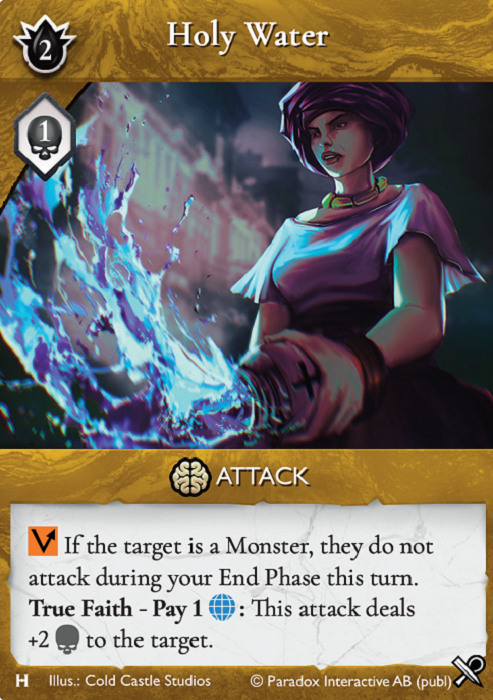 2
Holy Water
1
ATTACK
If the target is a Monster, they do not
attack during your End Phase this turn.
True Faith - Pay 1 : This attack deals
+2 to the target.
H Illus.: Cold Castle Studios © Paradox Interactive AB (publ)